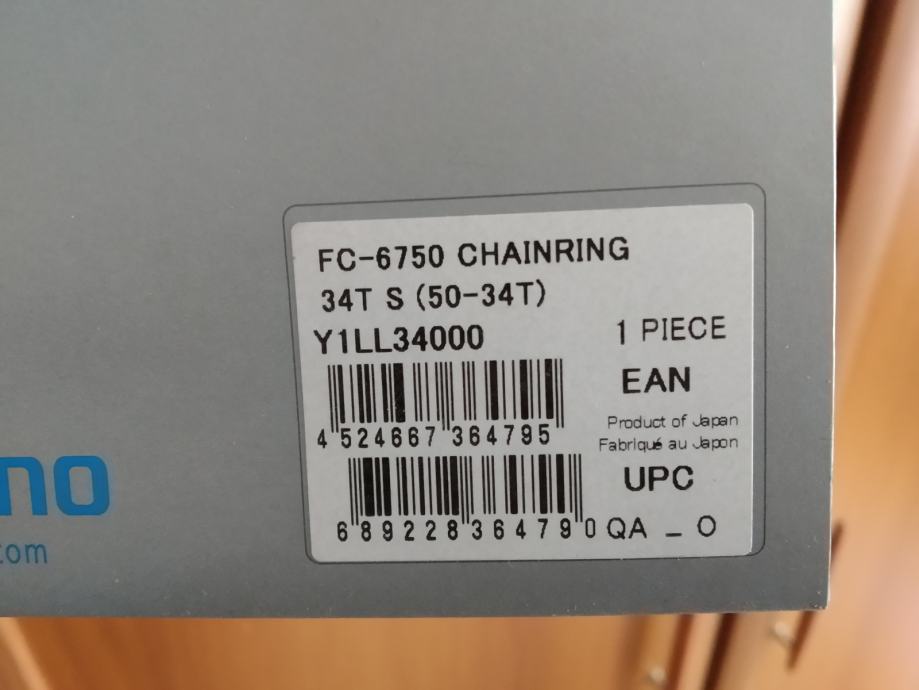 FC-6750 CHAINRING
34T S (50-34T)
Y1LL34000 1 PIECE
EAN
4 524667 364795
Product of Japan
Fabriqué au Japon
UPC
6 89228 36479 0 QA _ O
no
com